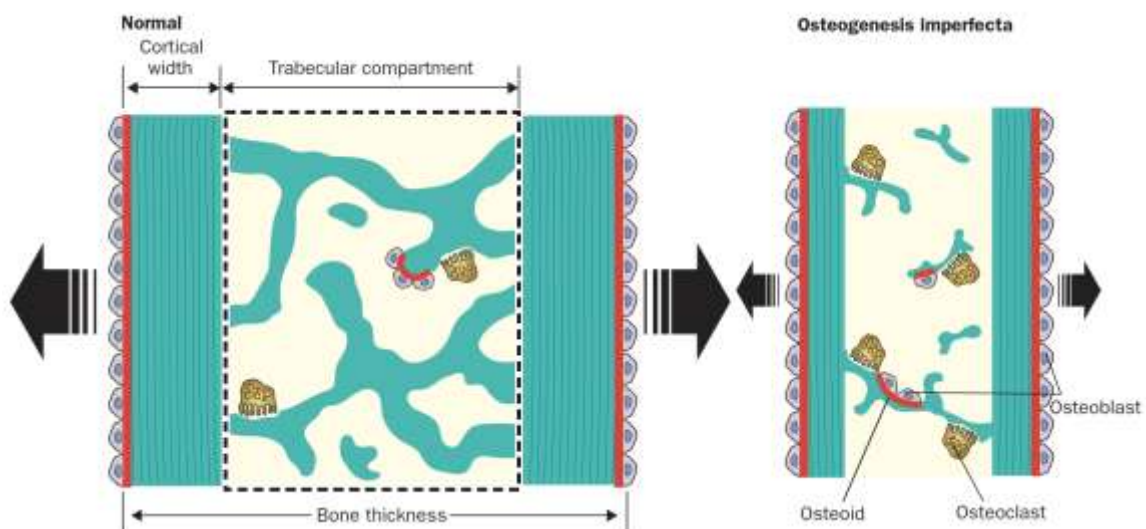 Normal
Cortical
width
Trabecular compartment
Osteogenesis imperfecta
Bone thickness
Osteoblast
Osteoid
Osteoclast